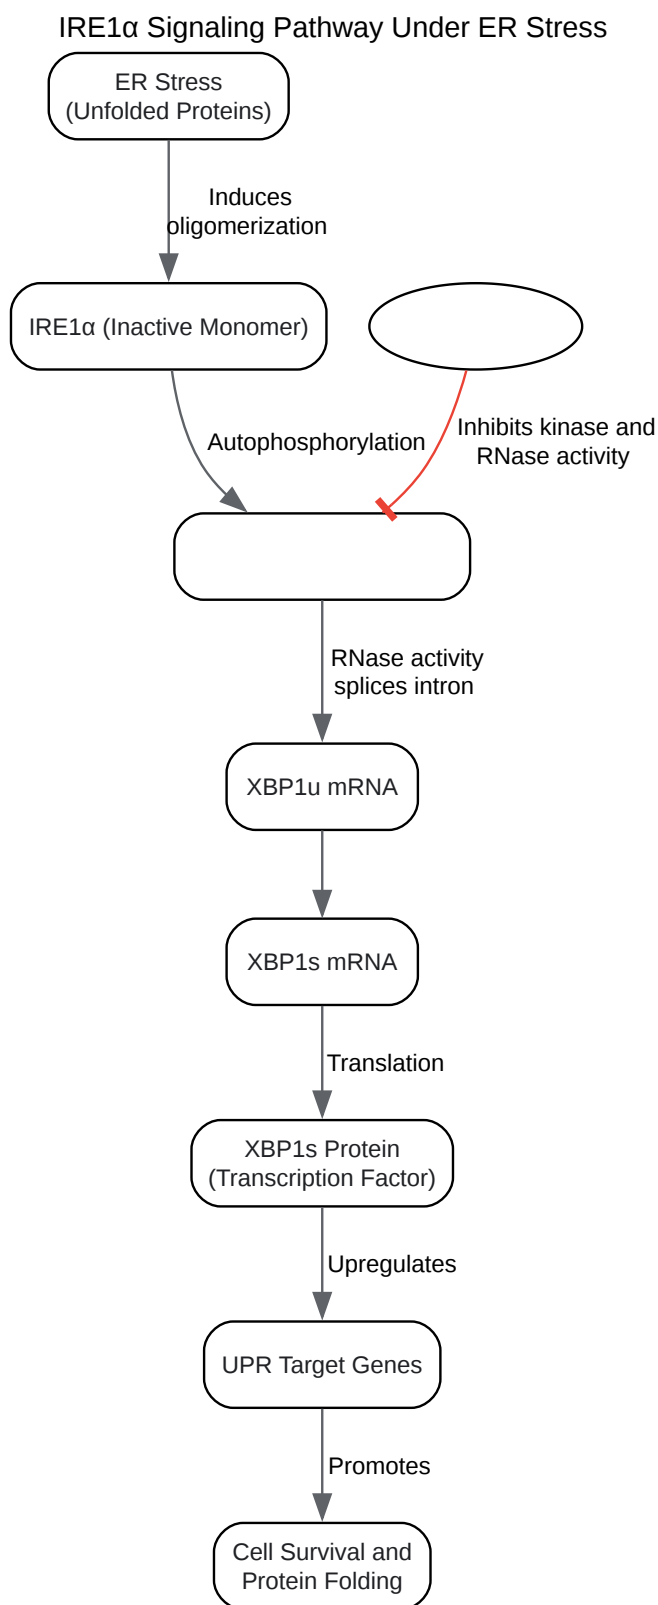 IRE1α Signaling Pathway Under ER Stress
ER Stress
(Unfolded Proteins)
Induces
oligomerization
IRE1α (Inactive Monomer)
Autophosphorylation
Inhibits kinase and
RNase activity
RNase activity
splices intron
XBP1u mRNA
XBP1s mRNA
Translation
XBP1s Protein
(Transcription Factor)
Upregulates
UPR Target Genes
Promotes
Cell Survival and
Protein Folding